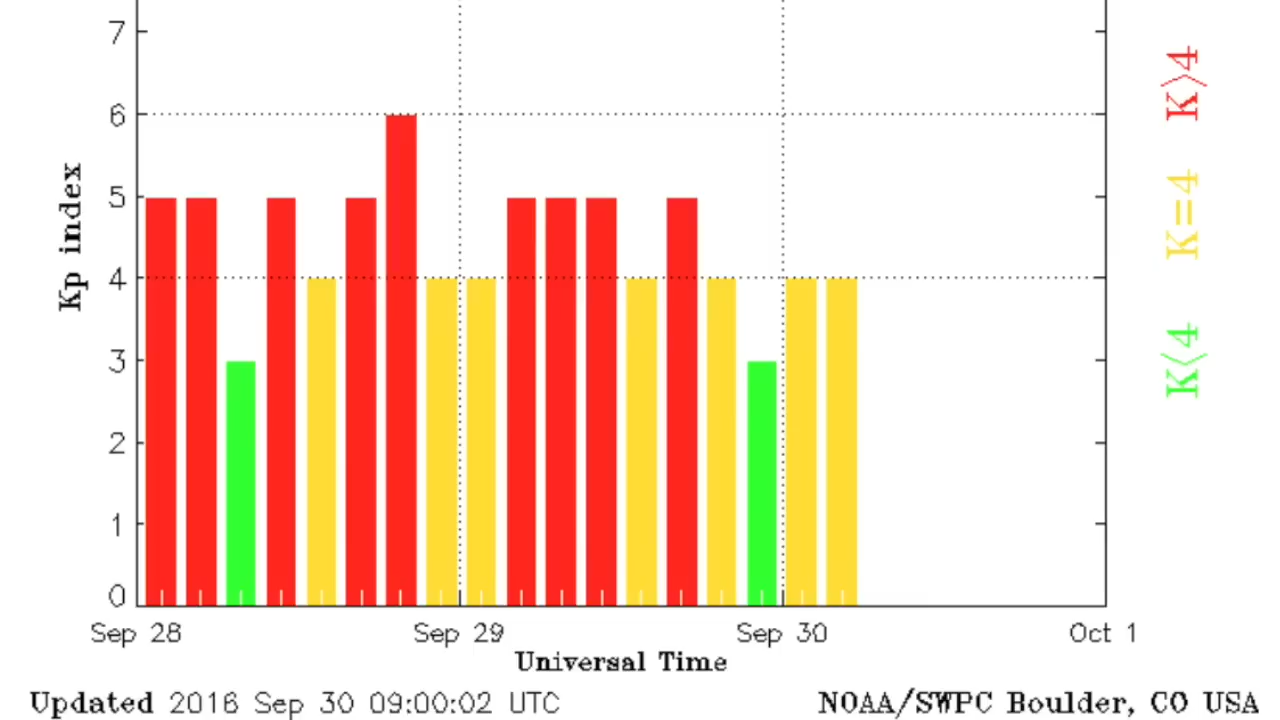 7
6
5
4
3
2
1
0
Kp index
Sep 28 Sep 29 Sep 30 Oct 1
Universal Time
Updated 2016 Sep 30 09:00:02 UTC
NOAA/SWPC Boulder, CO USA
K>4
K=4
K<4